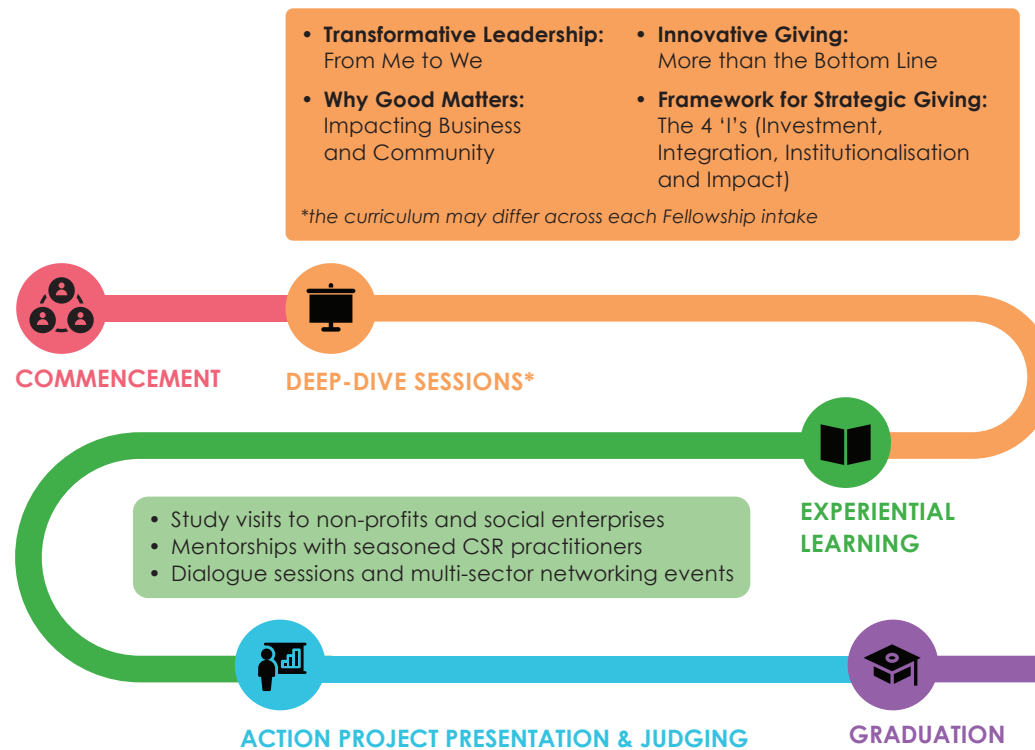 • Transformative Leadership:
From Me to We
• Why Good Matters:
Impacting Business
and Community
• Innovative Giving:
More than the Bottom Line
• Framework for Strategic Giving:
The 4 ‘I’s (Investment,
Integration, Institutionalisation
and Impact)
*the curriculum may differ across each Fellowship intake
COMMENCEMENT
DEEP-DIVE SESSIONS*
EXPERIENTIAL
LEARNING
• Study visits to non-profits and social enterprises
• Mentorships with seasoned CSR practitioners
• Dialogue sessions and multi-sector networking events
ACTION PROJECT PRESENTATION & JUDGING
GRADUATION